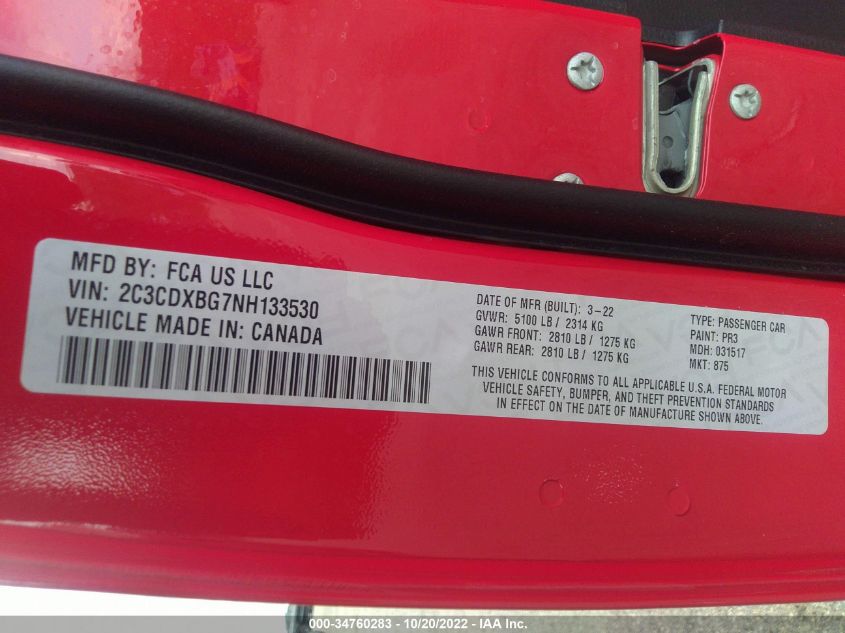 MFD BY: FCA US LLC
VIN: 2C3CDXBG7NH133530
VEHICLE MADE IN: CANADA
DATE OF MFR (BUILT): 3-22
GVWR: 5100 LB / 2314 KG
GAWR FRONT: 2810 LB / 1275 KG
GAWR REAR: 2810 LB / 1275 KG
TYPE: PASSENGER CAR
PAINT: PR3
MDH: 031517
MKT: 875
THIS VEHICLE CONFORMS TO ALL APPLICABLE U.S.A. FEDERAL MOTOR
VEHICLE SAFETY, BUMPER, AND THEFT PREVENTION STANDARDS
IN EFFECT ON THE DATE OF MANUFACTURE SHOWN ABOVE.
000-34760283 - 10/20/2022 - IAA Inc.